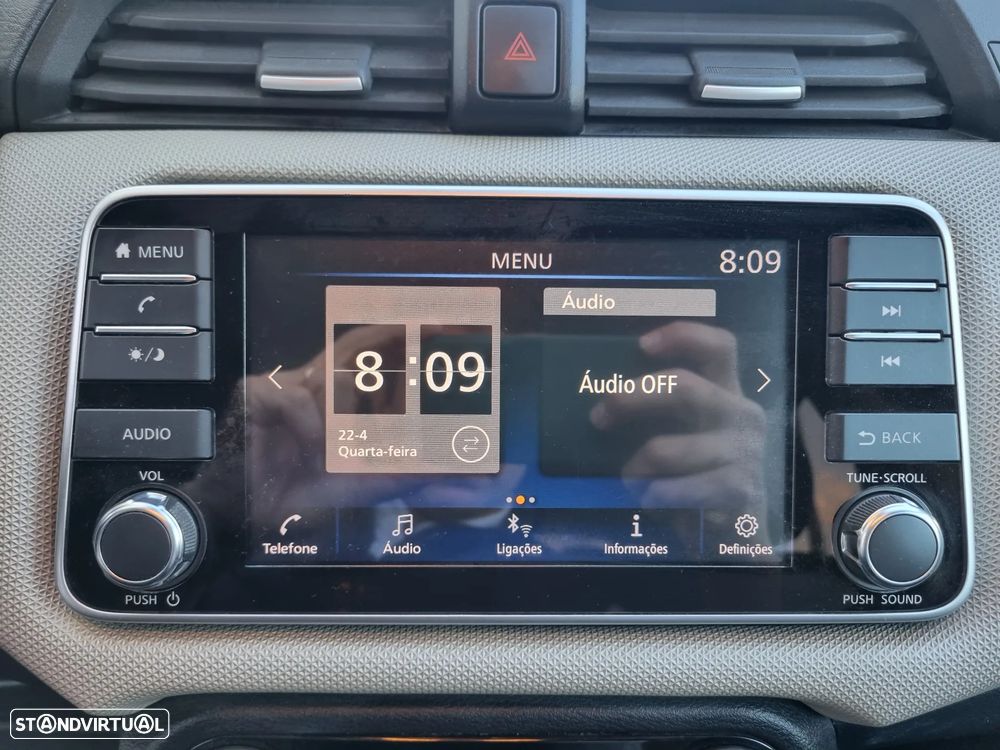 MENU
AUDIO
VOL
PUSH
MENU 8:09
Áudio
8:09
Áudio OFF
22-4
Quarta-feira
Telefone Áudio Ligações Informações Definições
BACK
TUNE·SCROLL
PUSH SOUND
STANDVIRTUAL